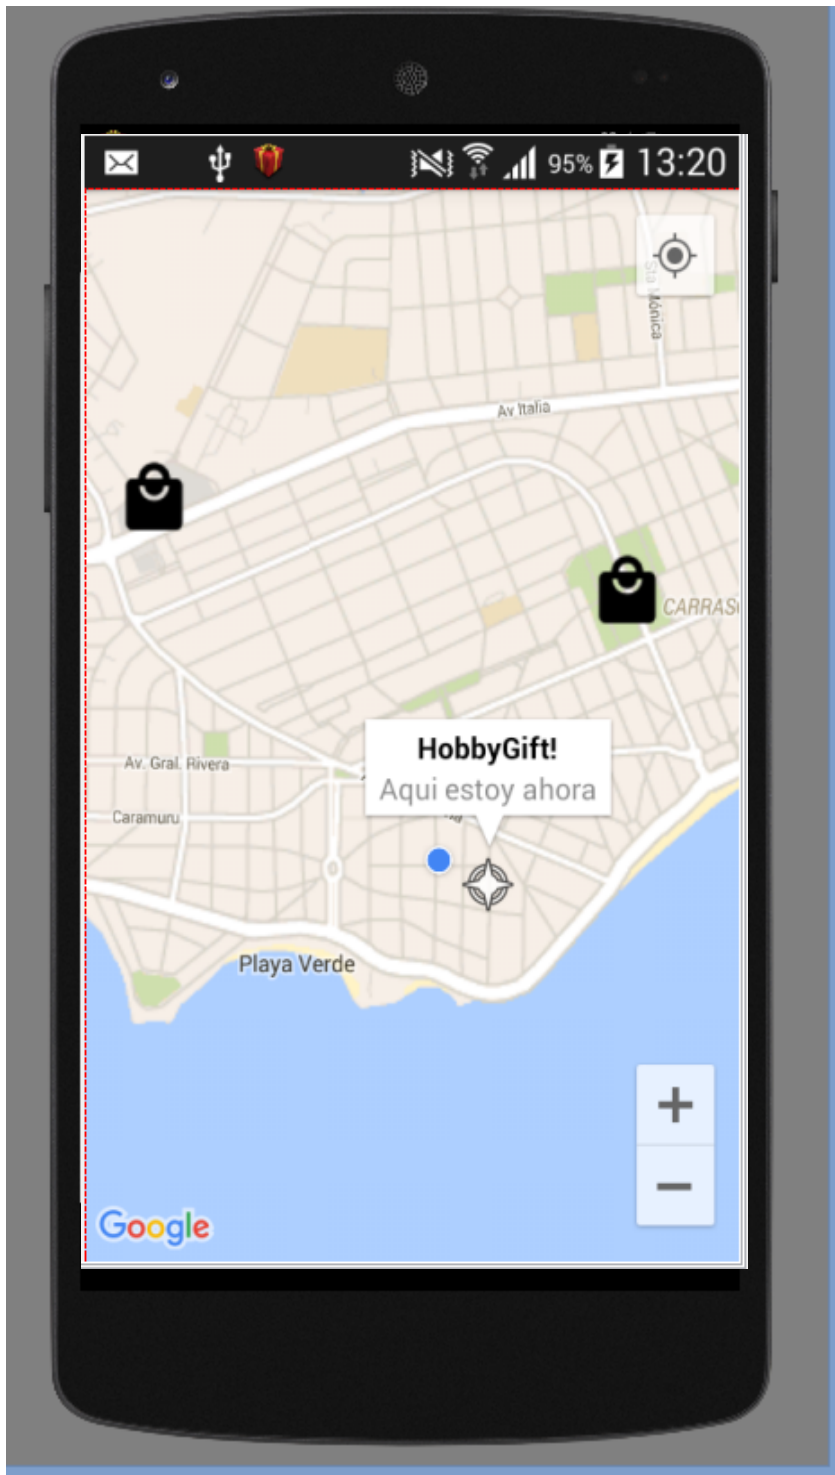 95% 13:20
Sta Mónica
Av Italia
CARRAS
HobbyGift!
Aqui estoy ahora
Av. Gral. Rivera
Caramuru
Playa Verde
+
−
Google